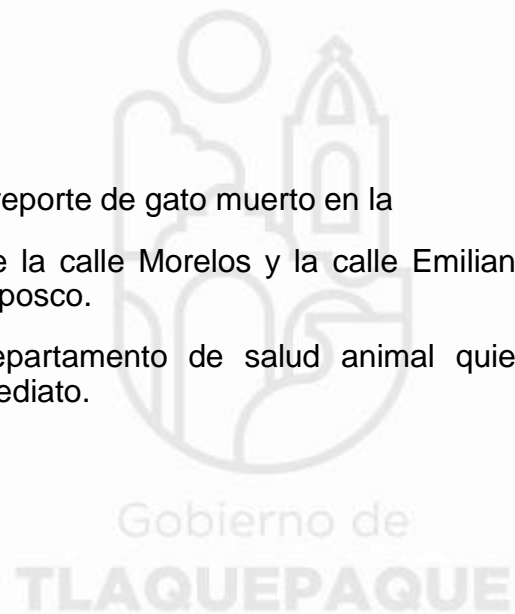 reporte de gato muerto en la
la calle Morelos y la calle Emilian
posco.
epartamento de salud animal quie
ediato.
Gobierno de
TLAQUEPAQUE